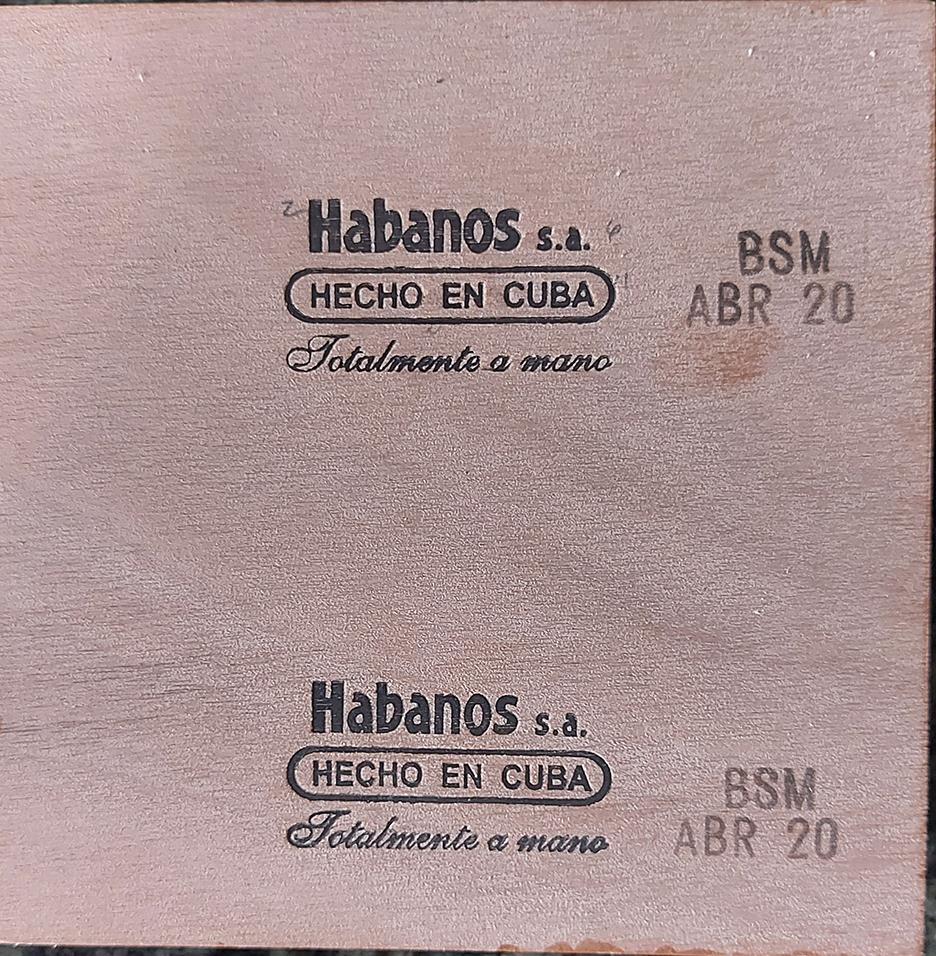 Habanos s.a.
HECHO EN CUBA
Totalmente a mano
BSM
ABR 20
Habanos s.a.
HECHO EN CUBA
Totalmente a mano
BSM
ABR 20